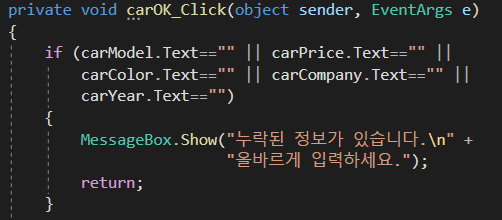 private void carOK_Click(object sender, EventArgs e)
{
if (carModel.Text=="" || carPrice.Text=="" ||
carColor.Text=="" || carCompany.Text=="" ||
carYear.Text=="")
{
MessageBox.Show("누락된 정보가 있습니다.\n" +
"올바르게 입력하세요.");
return;
}